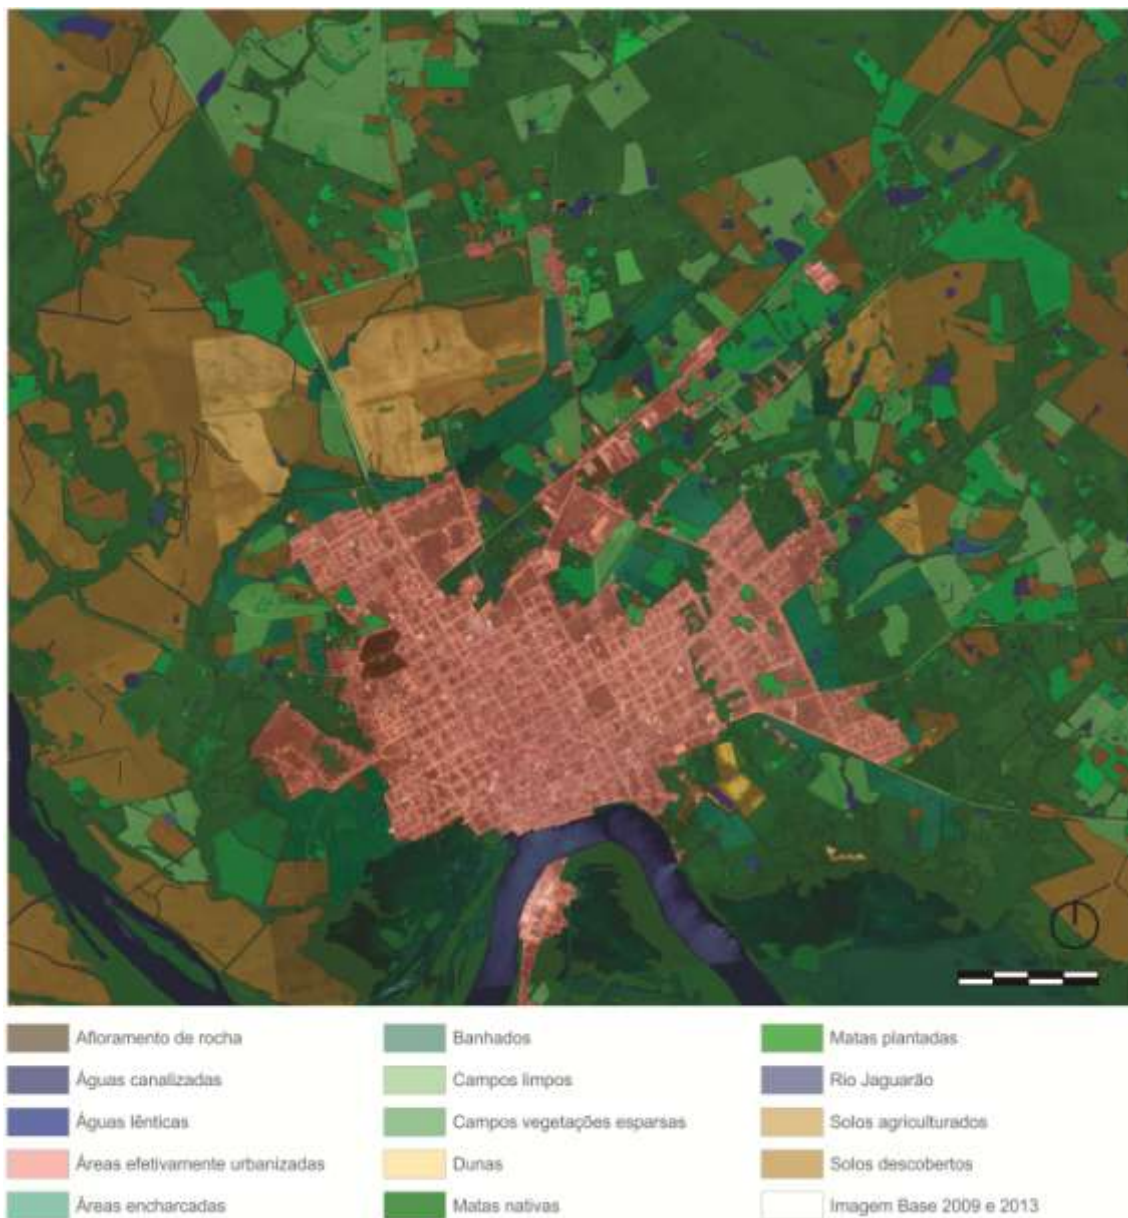 Afloramento de rocha
Águas canalizadas
Águas lênticas
Áreas efetivamente urbanizadas
Áreas encharcadas
Banhados
Campos limpos
Campos vegetações esparsas
Dunas
Matas nativas
Matas plantadas
Rio Jaguarão
Solos agriculturados
Solos descobertos
Imagem Base 2009 e 2013